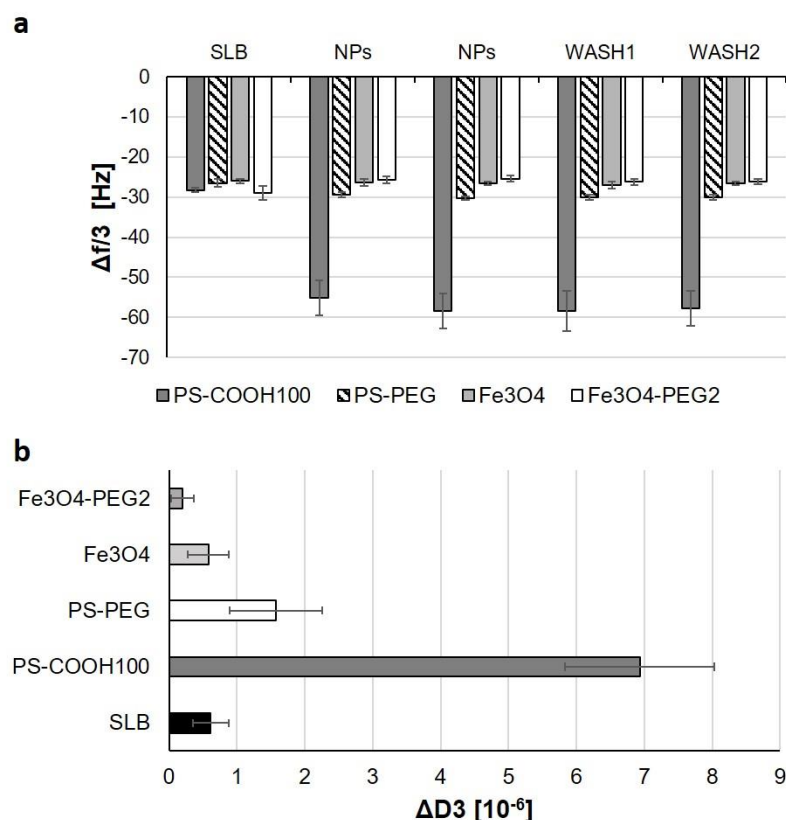 a
SLB NPs NPs WASH1 WASH2
0
-10
-20
-30
-40
-50
-60
-70
Δf/3 [Hz]
PS-COOH100 PS-PEG Fe3O4 Fe3O4-PEG2
b
Fe3O4-PEG2
Fe3O4
PS-PEG
PS-COOH100
SLB
0 1 2 3 4 5 6 7 8 9
ΔD3 [10⁻⁶]